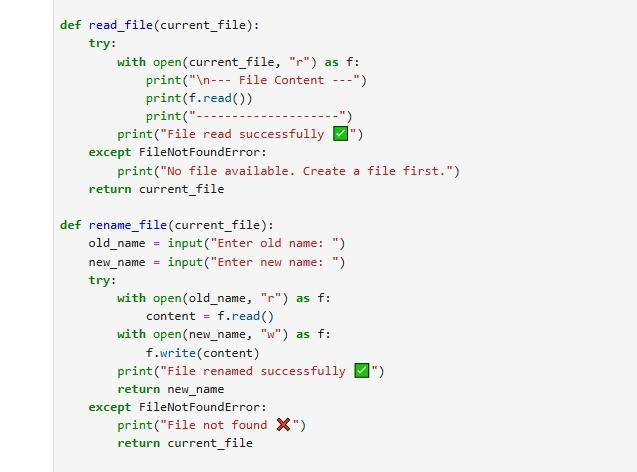 def read_file(current_file):
    try:
        with open(current_file, "r") as f:
            print("\n--- File Content ---")
            print(f.read())
            print("--------------------")
        print("File read successfully ✅")
    except FileNotFoundError:
        print("No file available. Create a file first.")
    return current_file
def rename_file(current_file):
    old_name = input("Enter old name: ")
    new_name = input("Enter new name: ")
    try:
        with open(old_name, "r") as f:
            content = f.read()
        with open(new_name, "w") as f:
            f.write(content)
        print("File renamed successfully ✅")
        return new_name
    except FileNotFoundError:
        print("File not found ❌")
        return current_file